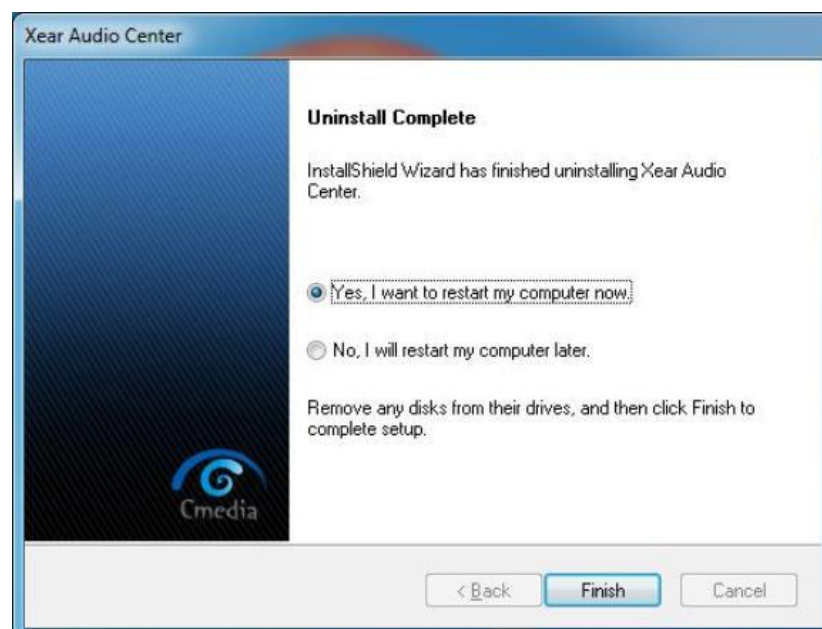 Xear Audio Center
Uninstall Complete
InstallShield Wizard has finished uninstalling Xear Audio
Center.
Yes, I want to restart my computer now.
No, I will restart my computer later.
Remove any disks from their drives, and then click Finish to
complete setup.
Cmedia
< Back Finish Cancel